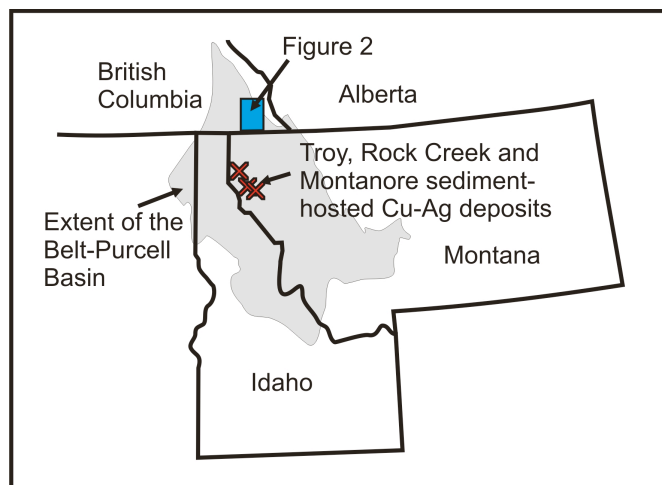 Figure 2
British
Columbia
Alberta
Troy, Rock Creek and
Montanore sediment-
hosted Cu-Ag deposits
Extent of the
Belt-Purcell
Basin
Montana
Idaho